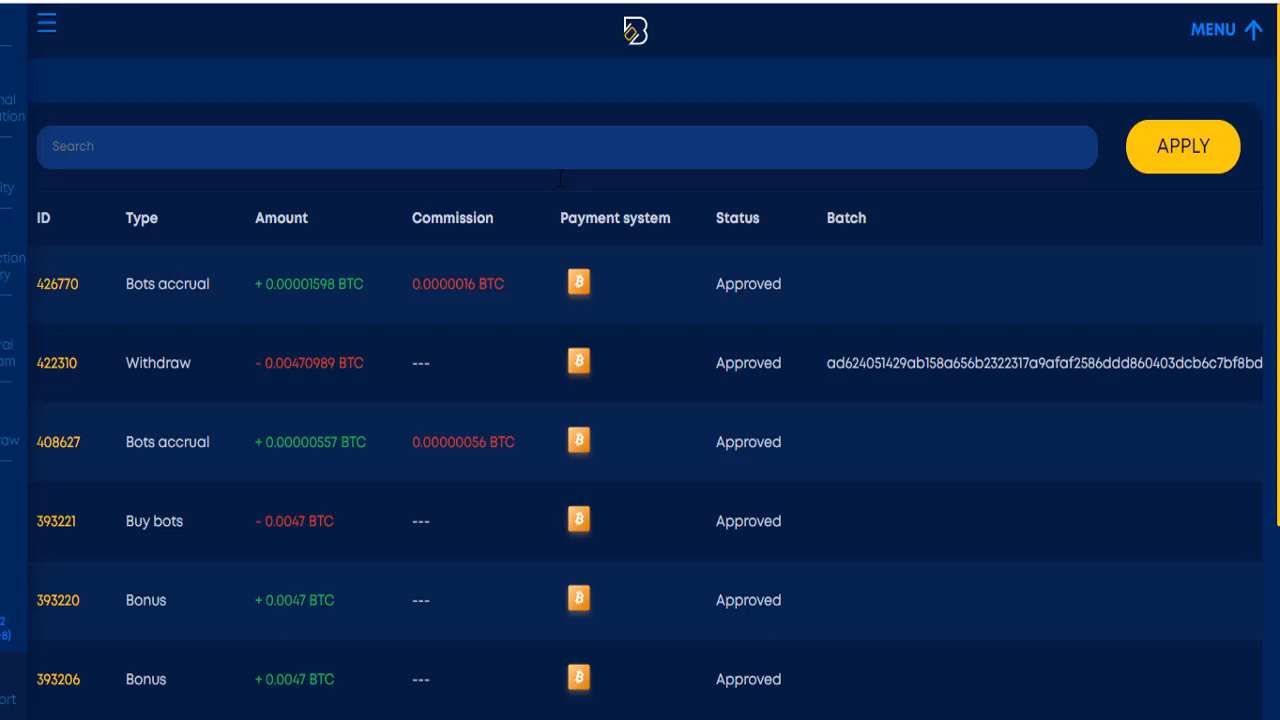 MENU
Search
APPLY
ID Type Amount Commission Payment system Status Batch
426770 Bots accrual + 0.00001598 BTC 0.0000016 BTC Approved
422310 Withdraw - 0.00470989 BTC --- Approved ad624051429ab158a656b2322317a9afaf2586ddd860403dcb6c7bf8bd
408627 Bots accrual + 0.00000557 BTC 0.00000056 BTC Approved
393221 Buy bots - 0.0047 BTC --- Approved
393220 Bonus + 0.0047 BTC --- Approved
393206 Bonus + 0.0047 BTC --- Approved